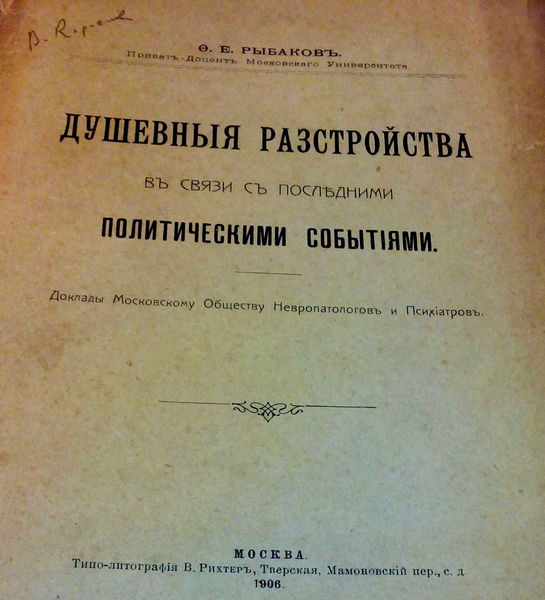 Ѳ. Е. РЫБАКОВЪ.
Приватъ-Доцентъ Московскаго Университета.
ДУШЕВНЫЯ РАЗСТРОЙСТВА
ВЪ СВЯЗИ СЪ ПОСЛѢДНИМИ
ПОЛИТИЧЕСКИМИ СОБЫТІЯМИ.
Доклады Московскому Обществу Невропатологовъ и Психіатровъ.
МОСКВА.
Типо-литографія В. Рихтеръ, Тверская, Мамоновскій пер., с. д.
1906.